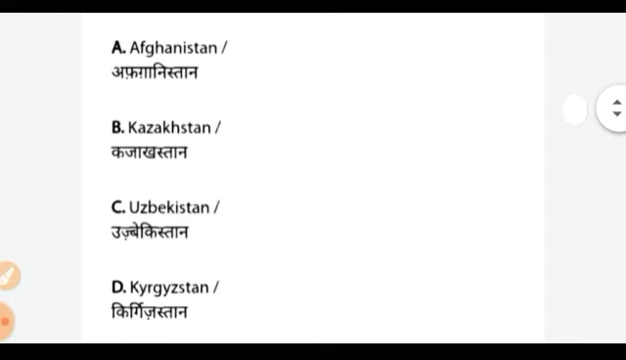 A. Afghanistan /
अफ़ग़ानिस्तान
B. Kazakhstan /
कजाखस्तान
C. Uzbekistan /
उज़्बेकिस्तान
D. Kyrgyzstan /
किर्गिज़स्तान